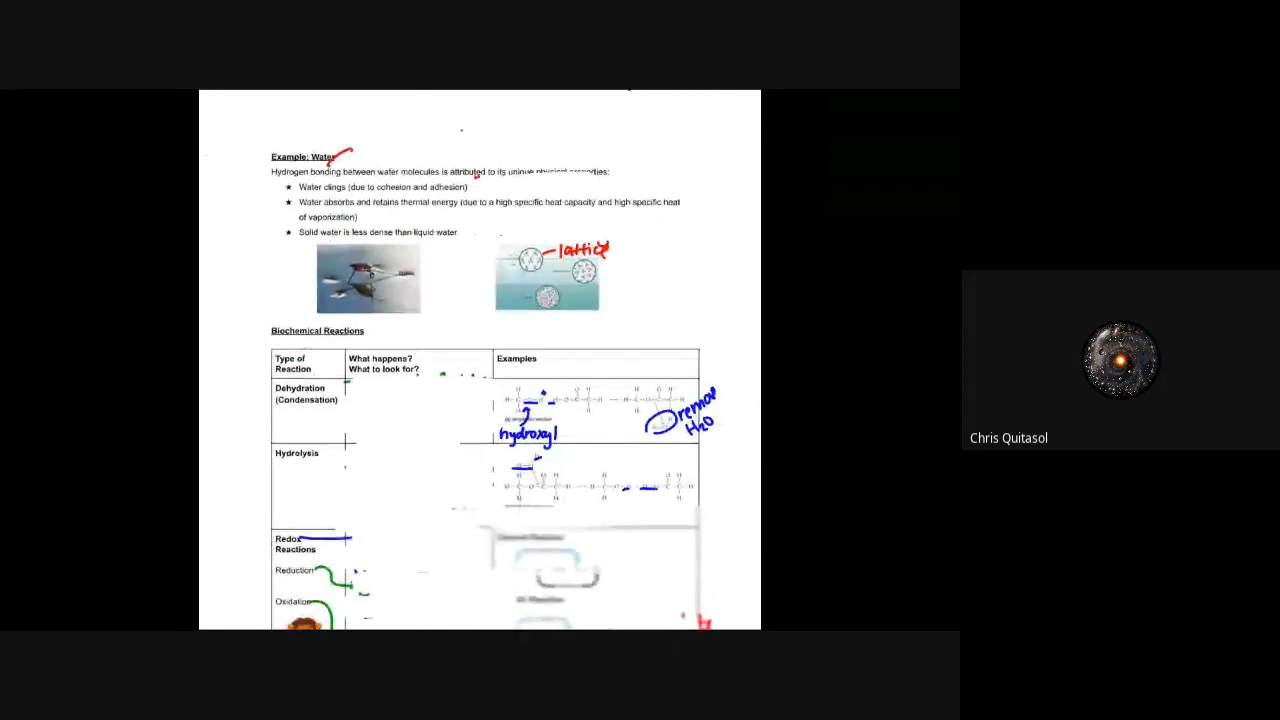 Example: Water
Hydrogen bonding between water molecules is attributed to its unique physical properties:
★ Water clings (due to cohesion and adhesion)
★ Water absorbs and retains thermal energy (due to a high specific heat capacity and high specific heat
of vaporization)
★ Solid water is less dense than liquid water
lattice
Biochemical Reactions
Type of
Reaction
What happens?
What to look for?
Examples
Dehydration
(Condensation)
hydroxyl
remove
H₂O
Hydrolysis
Redox
Reactions
Reduction
Oxidation
Chris Quitasol